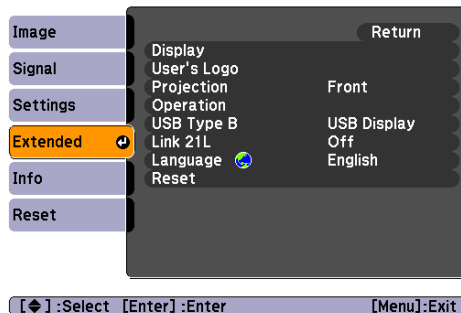 Image
Signal
Settings
Extended
Info
Reset
Return
Display
User's Logo
Projection Front
Operation
USB Type B USB Display
Link 21L Off
Language English
Reset
[ ] :Select [Enter] :Enter [Menu]:Exit